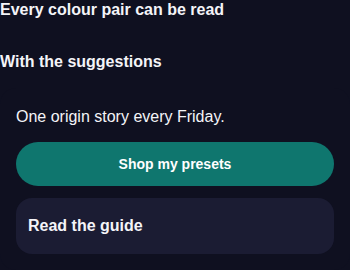 Every colour pair can be read
With the suggestions
One origin story every Friday.
Shop my presets
Read the guide